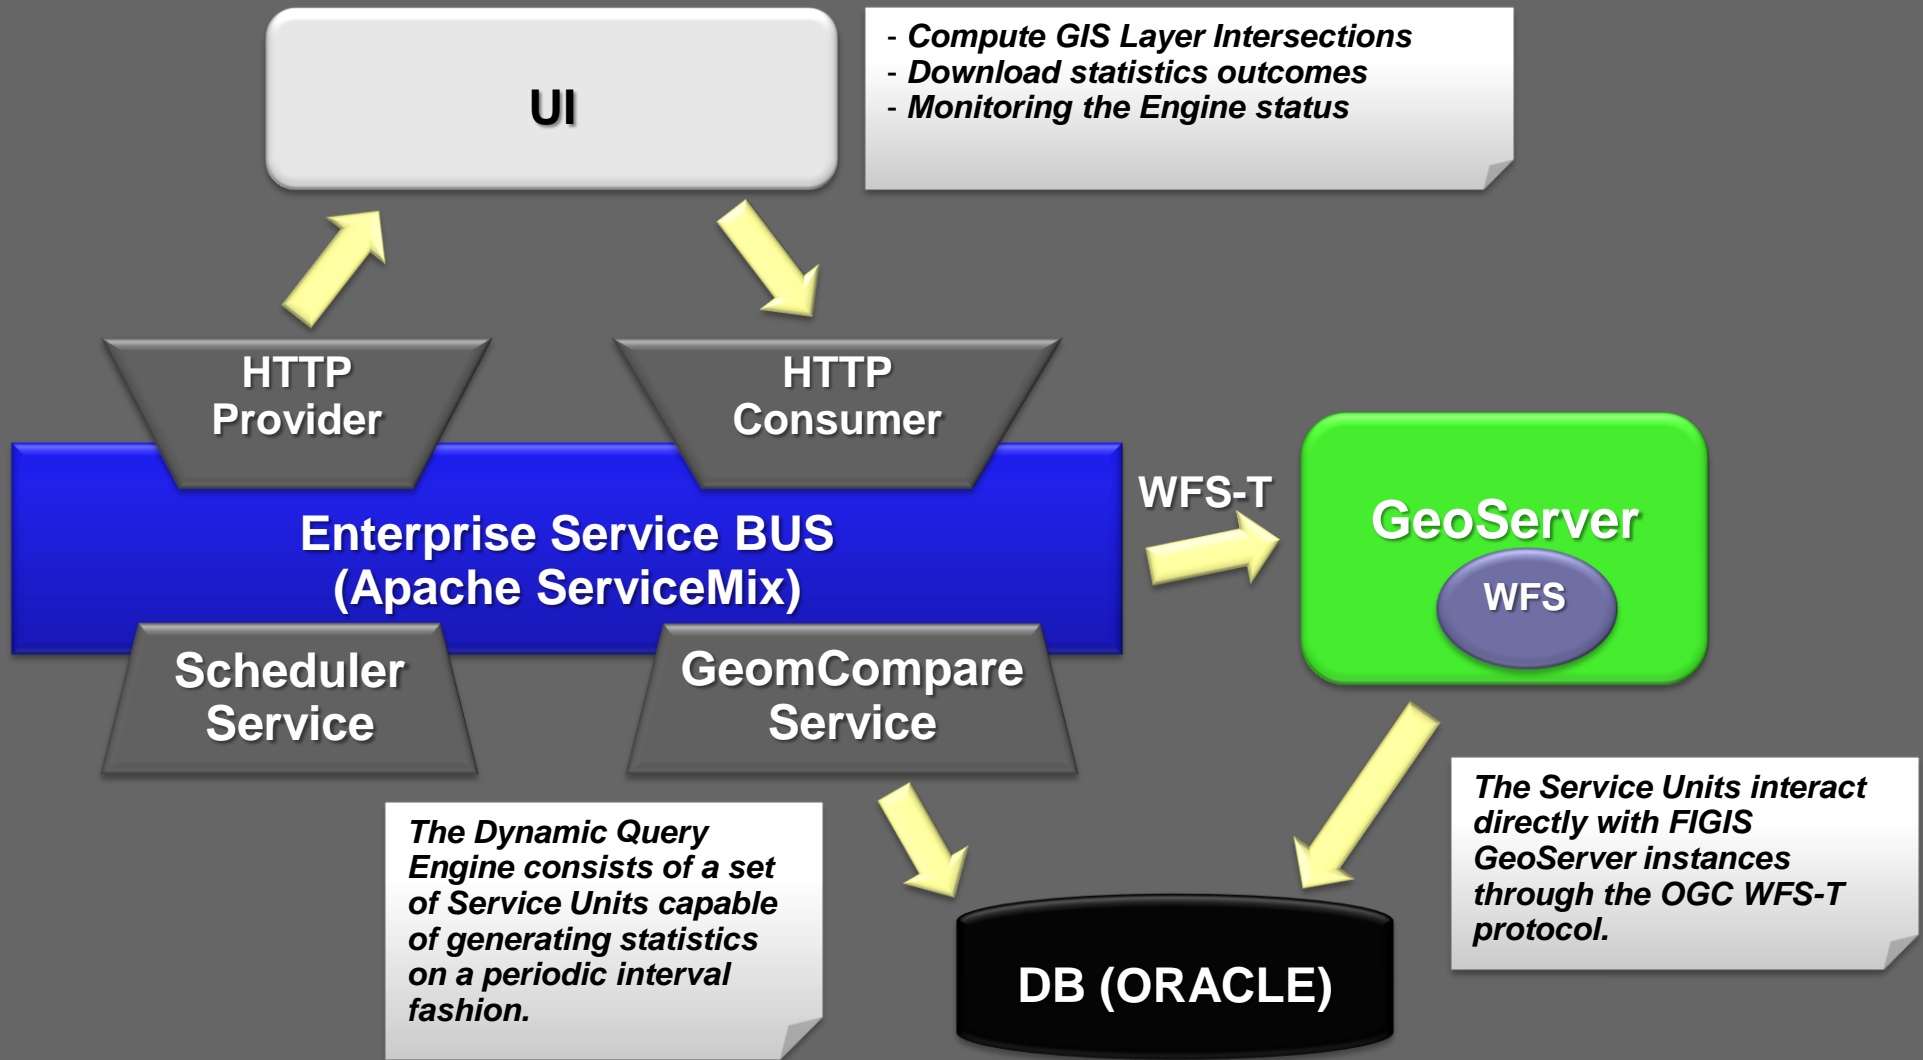 UI
- Compute GIS Layer Intersections
- Download statistics outcomes
- Monitoring the Engine status
HTTP
Provider
HTTP
Consumer
Enterprise Service BUS
(Apache ServiceMix)
WFS-T
GeoServer
WFS
Scheduler
Service
GeomCompare
Service
The Dynamic Query
Engine consists of a set
of Service Units capable
of generating statistics
on a periodic interval
fashion.
DB (ORACLE)
The Service Units interact
directly with FIGIS
GeoServer instances
through the OGC WFS-T
protocol.